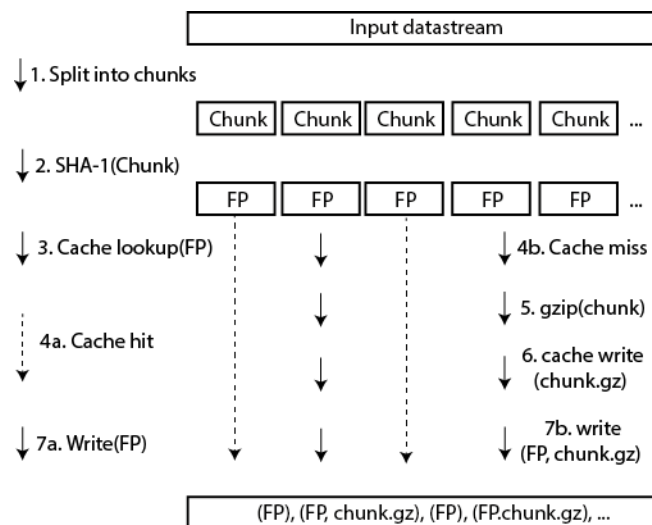 Input datastream
1. Split into chunks
Chunk Chunk Chunk Chunk Chunk ...
2. SHA-1(Chunk)
FP FP FP FP FP ...
3. Cache lookup(FP)
4b. Cache miss
5. gzip(chunk)
4a. Cache hit
6. cache write
(chunk.gz)
7a. Write(FP)
7b. write
(FP, chunk.gz)
(FP), (FP, chunk.gz), (FP), (FP.chunk.gz), ...